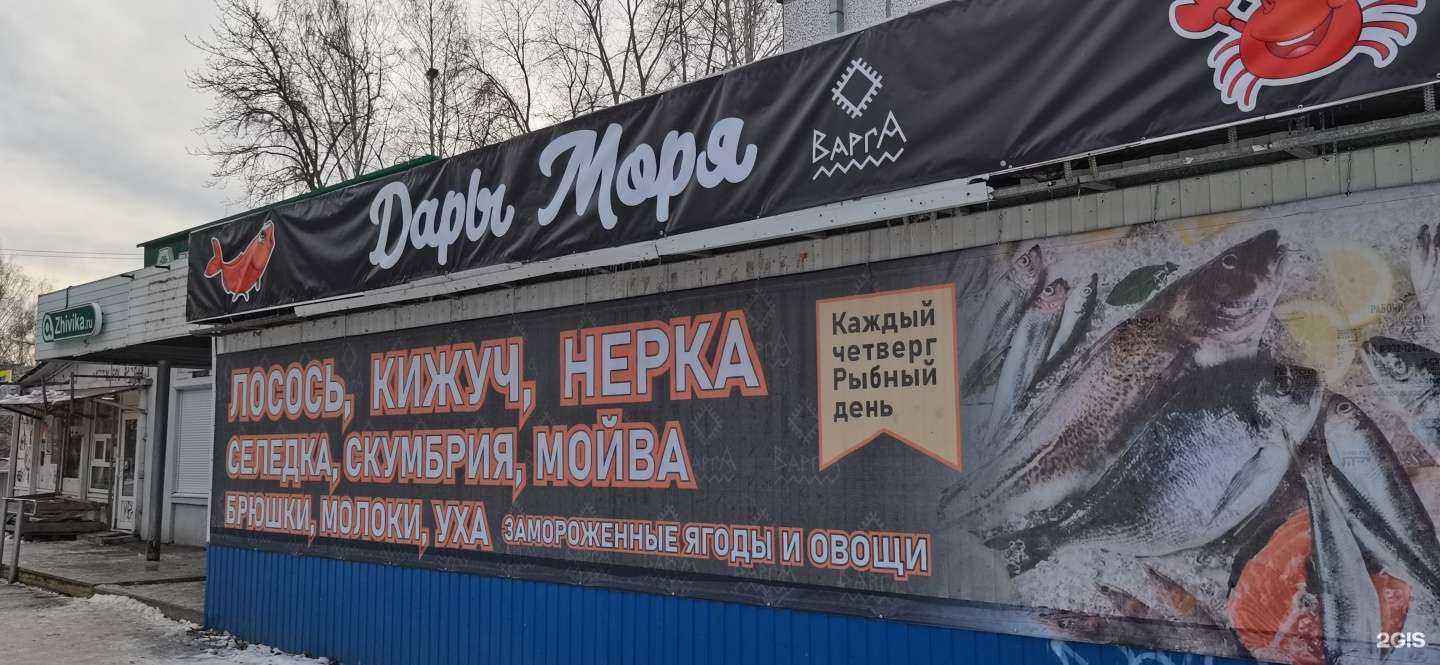 Дары Моря
ВаргА
Zhivika.ru
ЛОСОСЬ, КИЖУЧ, НЕРКА
СЕЛЕДКА, СКУМБРИЯ, МОЙВА
БРЮШКИ, МОЛОКИ, УХА ЗАМОРОЖЕННЫЕ ЯГОДЫ И ОВОЩИ
Каждый
четверг
Рыбный
день
2GIS